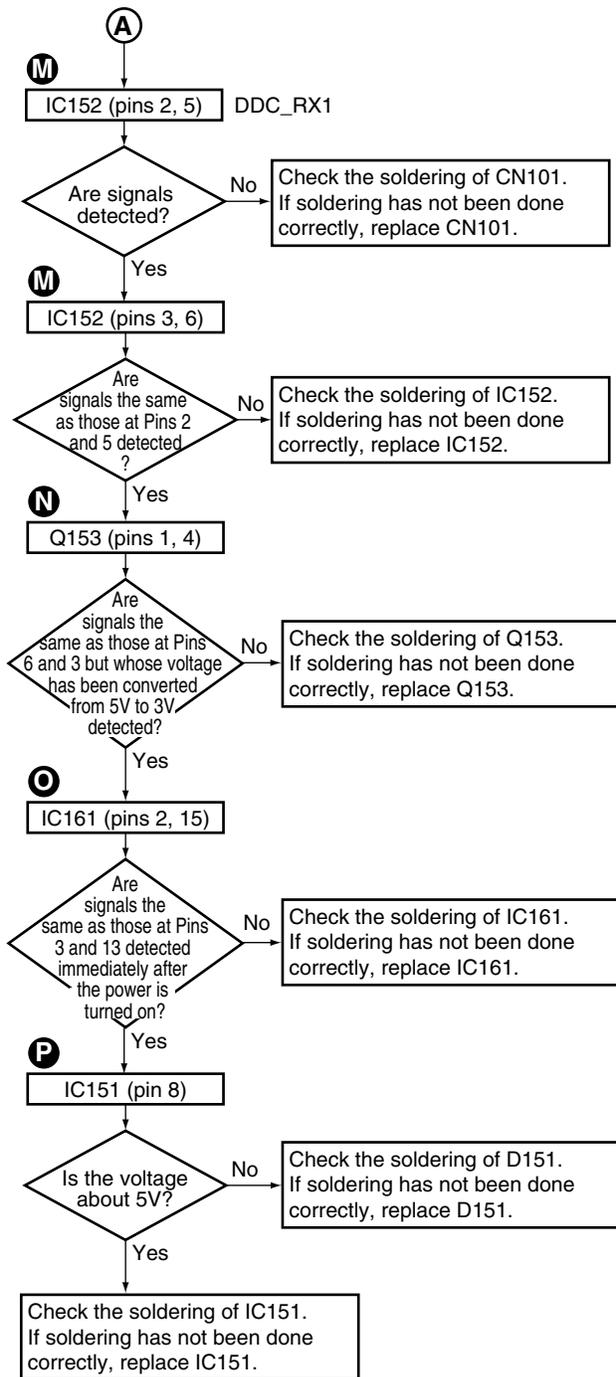 A
M
IC152 (pins 2, 5) DDC_RX1
Are signals
detected?
No
Check the soldering of CN101.
If soldering has not been done
correctly, replace CN101.
Yes
M
IC152 (pins 3, 6)
Are
signals the same
as those at Pins 2
and 5 detected
?
No
Check the soldering of IC152.
If soldering has not been done
correctly, replace IC152.
Yes
N
Q153 (pins 1, 4)
Are
signals the
same as those at Pins
6 and 3 but whose voltage
has been converted
from 5V to 3V
detected?
No
Check the soldering of Q153.
If soldering has not been done
correctly, replace Q153.
Yes
O
IC161 (pins 2, 15)
Are
signals the
same as those at Pins
3 and 13 detected
immediately after
the power is
turned on?
No
Check the soldering of IC161.
If soldering has not been done
correctly, replace IC161.
Yes
P
IC151 (pin 8)
Is the voltage
about 5V?
No
Check the soldering of D151.
If soldering has not been done
correctly, replace D151.
Yes
Check the soldering of IC151.
If soldering has not been done
correctly, replace IC151.